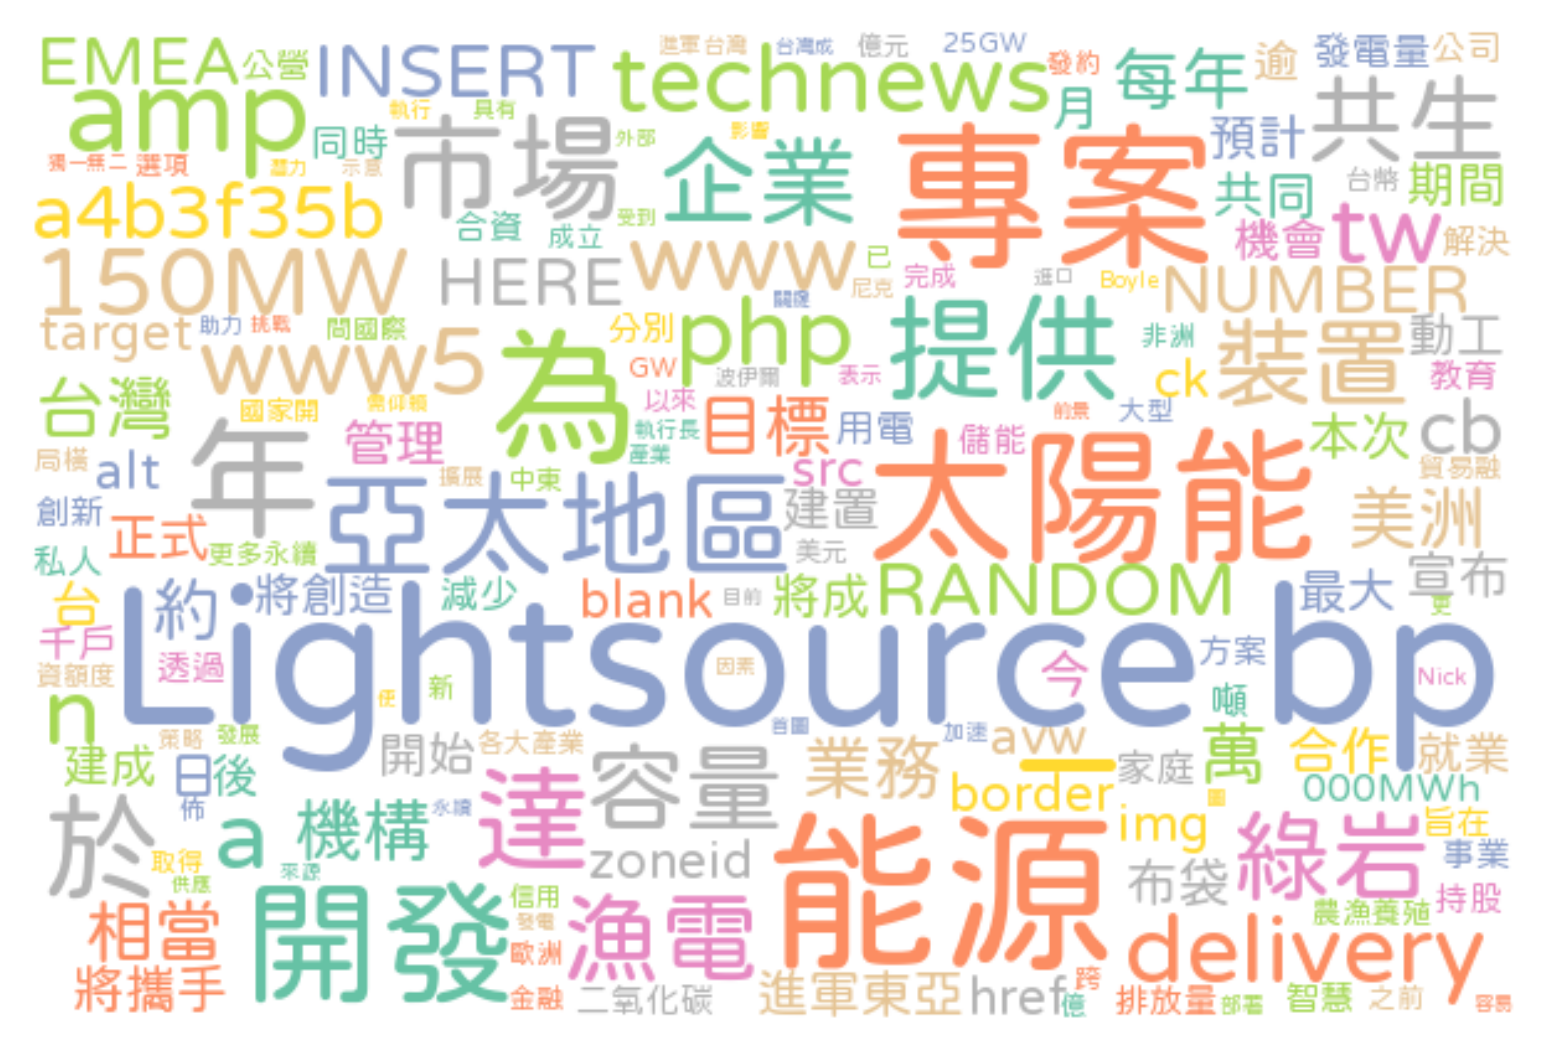 EMEA 公營 INSERT technews 進軍台灣 台灣成 億元 25GW 發約 每年 逾 發電量 公司
amp 同時 執行 具有 市場 外部 影響 企業 專案 月 預計 共生
獨一無二 選項 潛力 示意 台幣 共同 期間
a4b3f35b 合資 成立 受到 機會 tw 解決
150MW HERE www 已 尼克 完成 進口 Boyle NUMBER
target 助力 挑戰 問國際 www5 為 分別 php 關鍵 提供 非洲 裝置 動工
GW 波伊爾 表示 ck 教育
台灣 國家開 需仰賴 年 管理 以來 執行長 目標 用電 前景 大型 儲能 本次 cb
局橫 alt 擴展 中東 產業 src 太陽能 貿易融
創新 正式 亞太地區 建置 美洲
私人 更多永續 美元 宣布
台 約 將創造 減少 blank 目前 將成 RANDOM 最大 更
千戶 Lightsource bp
資額度 透過 因素 今 方案 Nick
n 便 新 噸
建成 策略 發展 首圖 加速
日後 開始 各大產業 容量 業務 avw 一 家庭 萬 合作 就業
佈 永續 達 border 圖 000MWh
於 a 機構 能源 img 綠岩 旨在
取得 來源 zoneid 布袋 事業
供應 信用 持股
相當 開發 發電 漁電 農漁養殖
歐洲 delivery
將攜手 金融 二氧化碳 進軍東亞 href 億 跨 排放量 部署 智慧 之前 容易